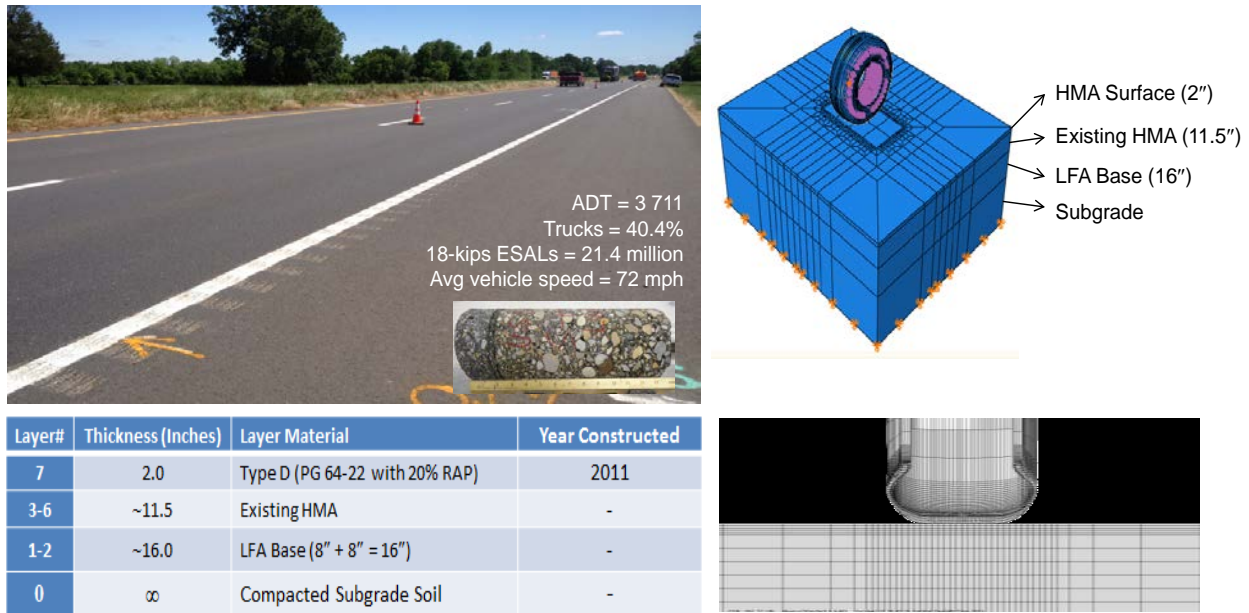 ADT = 3 711
Trucks = 40.4%
18-kips ESALs = 21.4 million
Avg vehicle speed = 72 mph
HMA Surface (2″)
Existing HMA (11.5″)
LFA Base (16″)
Subgrade
Layer# Thickness (Inches) Layer Material Year Constructed
7 2.0 Type D (PG 64-22 with 20% RAP) 2011
3-6 ~11.5 Existing HMA -
1-2 ~16.0 LFA Base (8″ + 8″ = 16″) -
0 ∞ Compacted Subgrade Soil -